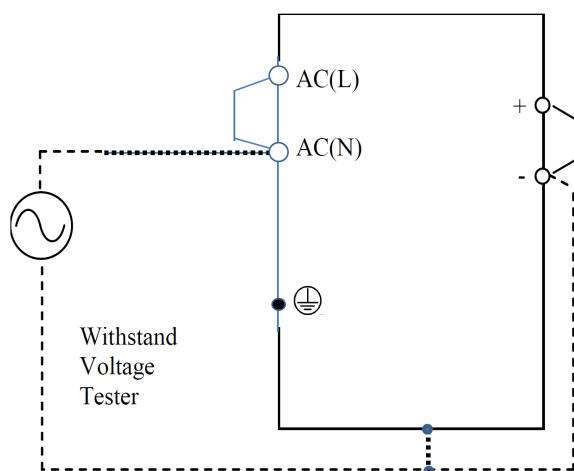 AC(L)
+
AC(N)
-
Withstand
Voltage
Tester